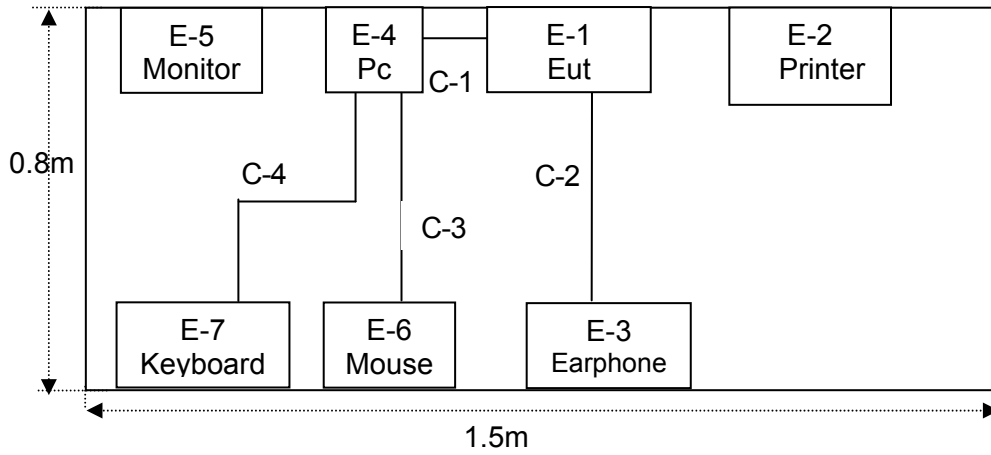 E-5
Monitor
E-4
Pc
E-1
Eut
E-2
Printer
C-1
0.8m
C-4
C-2
C-3
E-7
Keyboard
E-6
Mouse
E-3
Earphone
1.5m